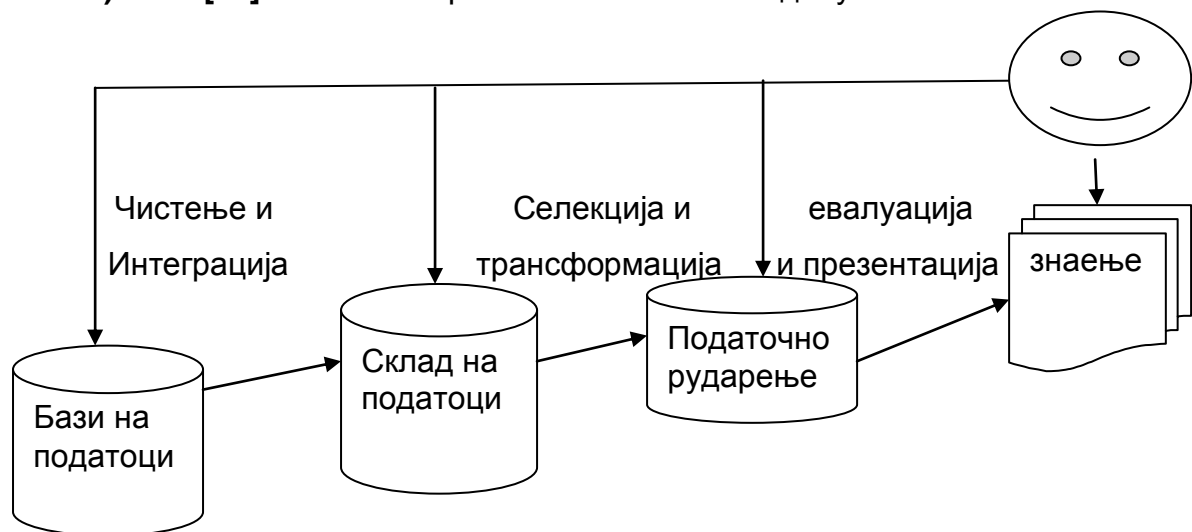 Чистење и
Интеграција
Селекција и
трансформација
евалуација
и презентација
знаење
Податочно
рударење
Склад на
податоци
Бази на
податоци